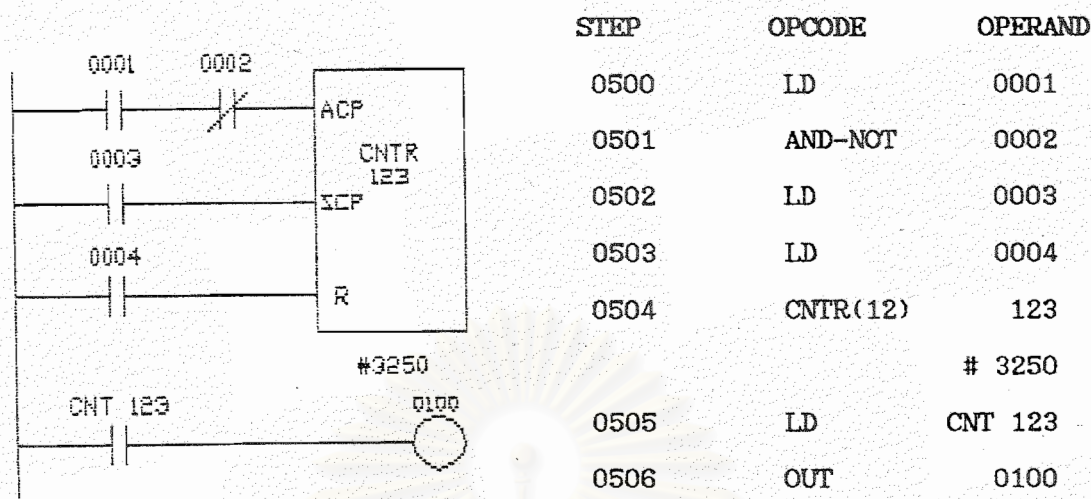 0001 0002
ACP
CNTR
123
0003
ΣCP
0004
R
#3250
CNT 123 0100
STEP OPCODE OPERAND
0500 LD 0001
0501 AND-NOT 0002
0502 LD 0003
0503 LD 0004
0504 CNTR(12) 123
# 3250
0505 LD CNT 123
0506 OUT 0100